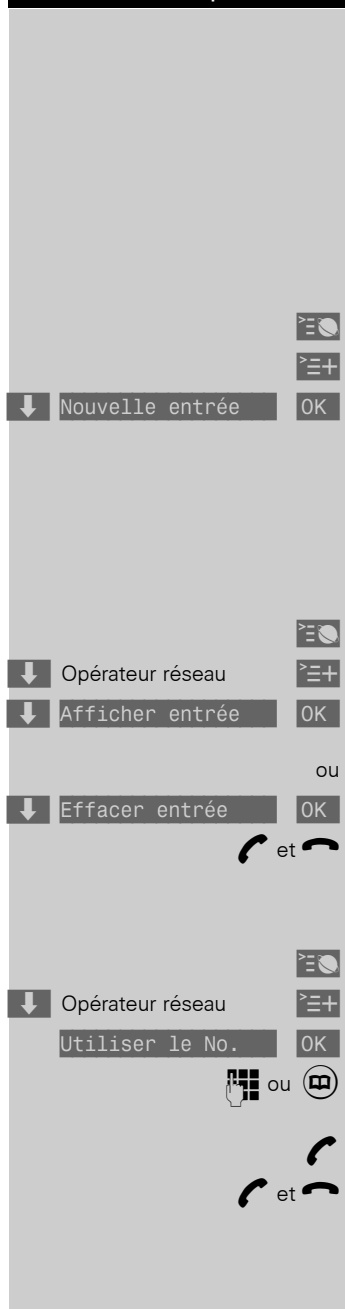 Nouvelle entrée OK
Opérateur réseau
Afficher entrée OK
ou
Effacer entrée OK
et
Opérateur réseau
Utiliser le No. OK
ou
et